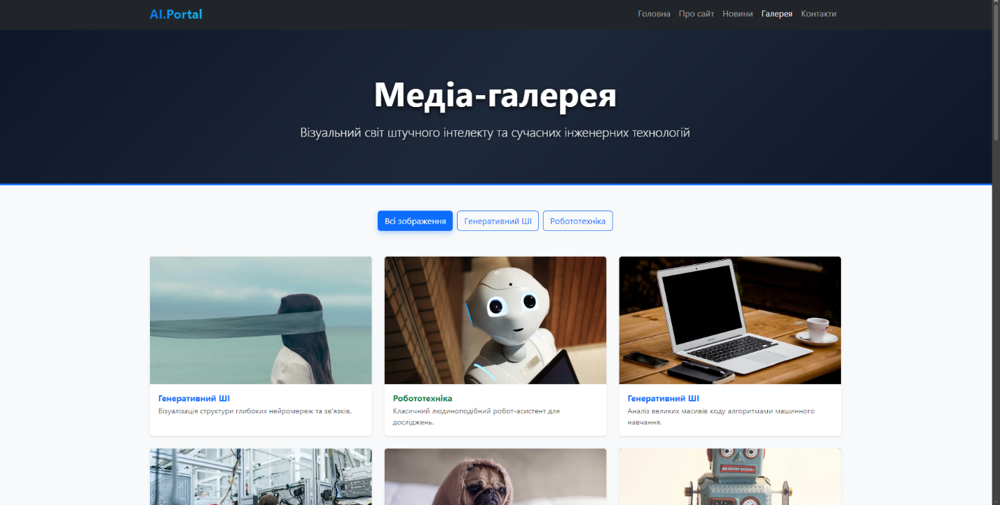 AI.Portal
Головна Про сайт Новини Галерея Контакти
Медіа-галерея
Візуальний світ штучного інтелекту та сучасних інженерних технологій
Всі зображення Генеративний ШІ Робототехніка
Генеративний ШІ
Візуалізація структури глибоких нейромереж та зв'язків.
Робототехніка
Класичний людиноподібний робот-асистент для
досліджень.
Генеративний ШІ
Аналіз великих масивів коду алгоритмами машинного
навчання.